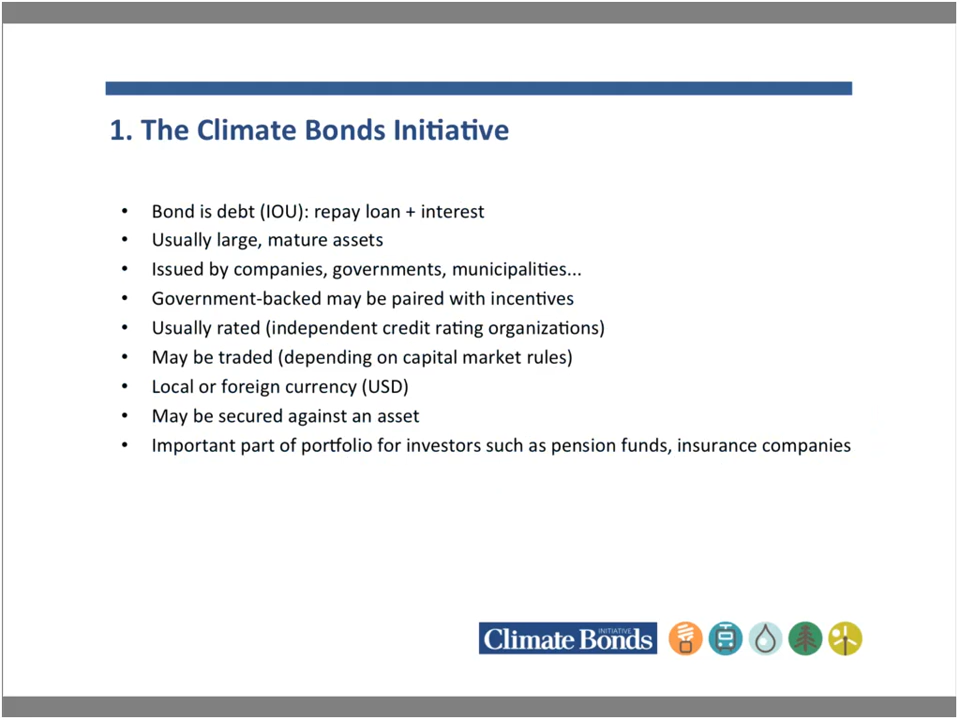 1. The Climate Bonds Initiative
• Bond is debt (IOU): repay loan + interest
• Usually large, mature assets
• Issued by companies, governments, municipalities...
• Government-backed may be paired with incentives
• Usually rated (independent credit rating organizations)
• May be traded (depending on capital market rules)
• Local or foreign currency (USD)
• May be secured against an asset
• Important part of portfolio for investors such as pension funds, insurance companies
Climate Bonds INITIATIVE